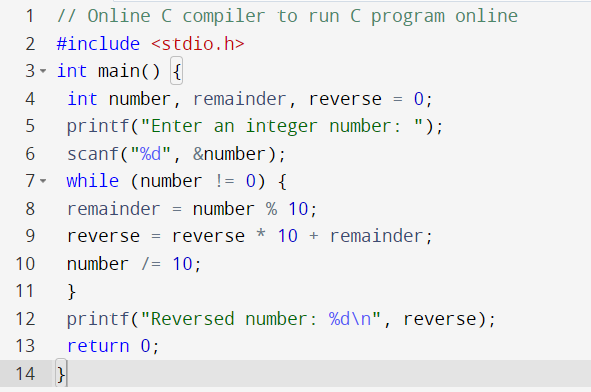 1 // Online C compiler to run C program online
2 #include <stdio.h>
3 int main() {
4 int number, remainder, reverse = 0;
5 printf("Enter an integer number: ");
6 scanf("%d", &number);
7 while (number != 0) {
8 remainder = number % 10;
9 reverse = reverse * 10 + remainder;
10 number /= 10;
11 }
12 printf("Reversed number: %d\n", reverse);
13 return 0;
14 }